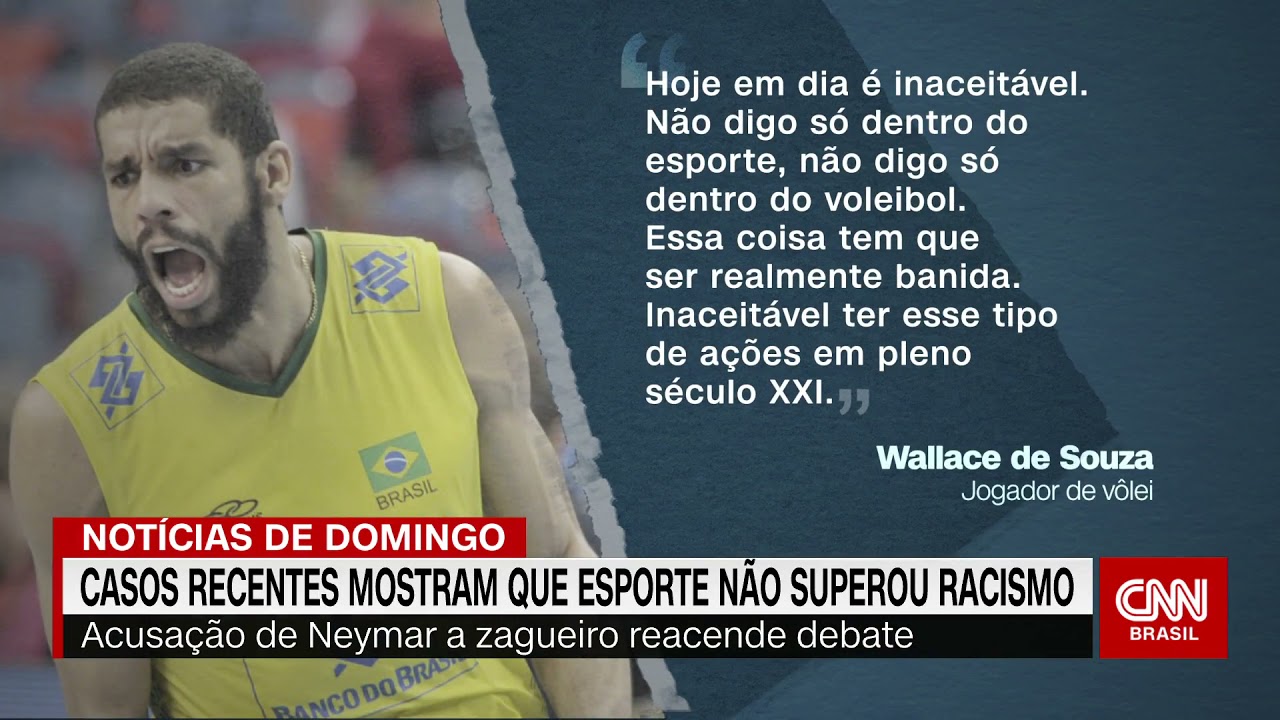 Hoje em dia é inaceitável.
Não digo só dentro do
esporte, não digo só
dentro do voleibol.
Essa coisa tem que
ser realmente banida.
Inaceitável ter esse tipo
de ações em pleno
século XXI.
Wallace de Souza
Jogador de vôlei
BRASIL
NOTÍCIAS DE DOMINGO
CASOS RECENTES MOSTRAM QUE ESPORTE NÃO SUPEROU RACISMO
Acusação de Neymar a zagueiro reacende debate
CNN
BRASIL
BANCO DO BRASIL